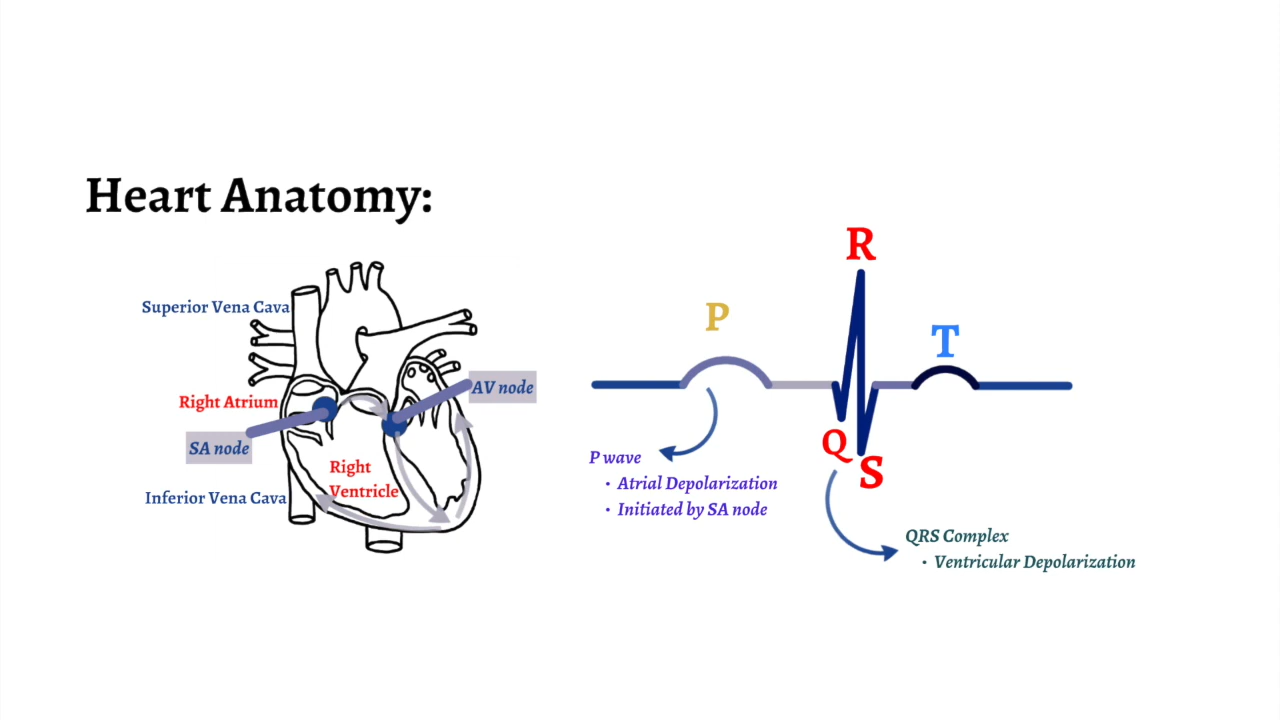 Heart Anatomy:
Superior Vena Cava
Right Atrium
SA node
Inferior Vena Cava
Right
Ventricle
AV node
P
R
T
Q
S
P wave
· Atrial Depolarization
· Initiated by SA node
QRS Complex
· Ventricular Depolarization